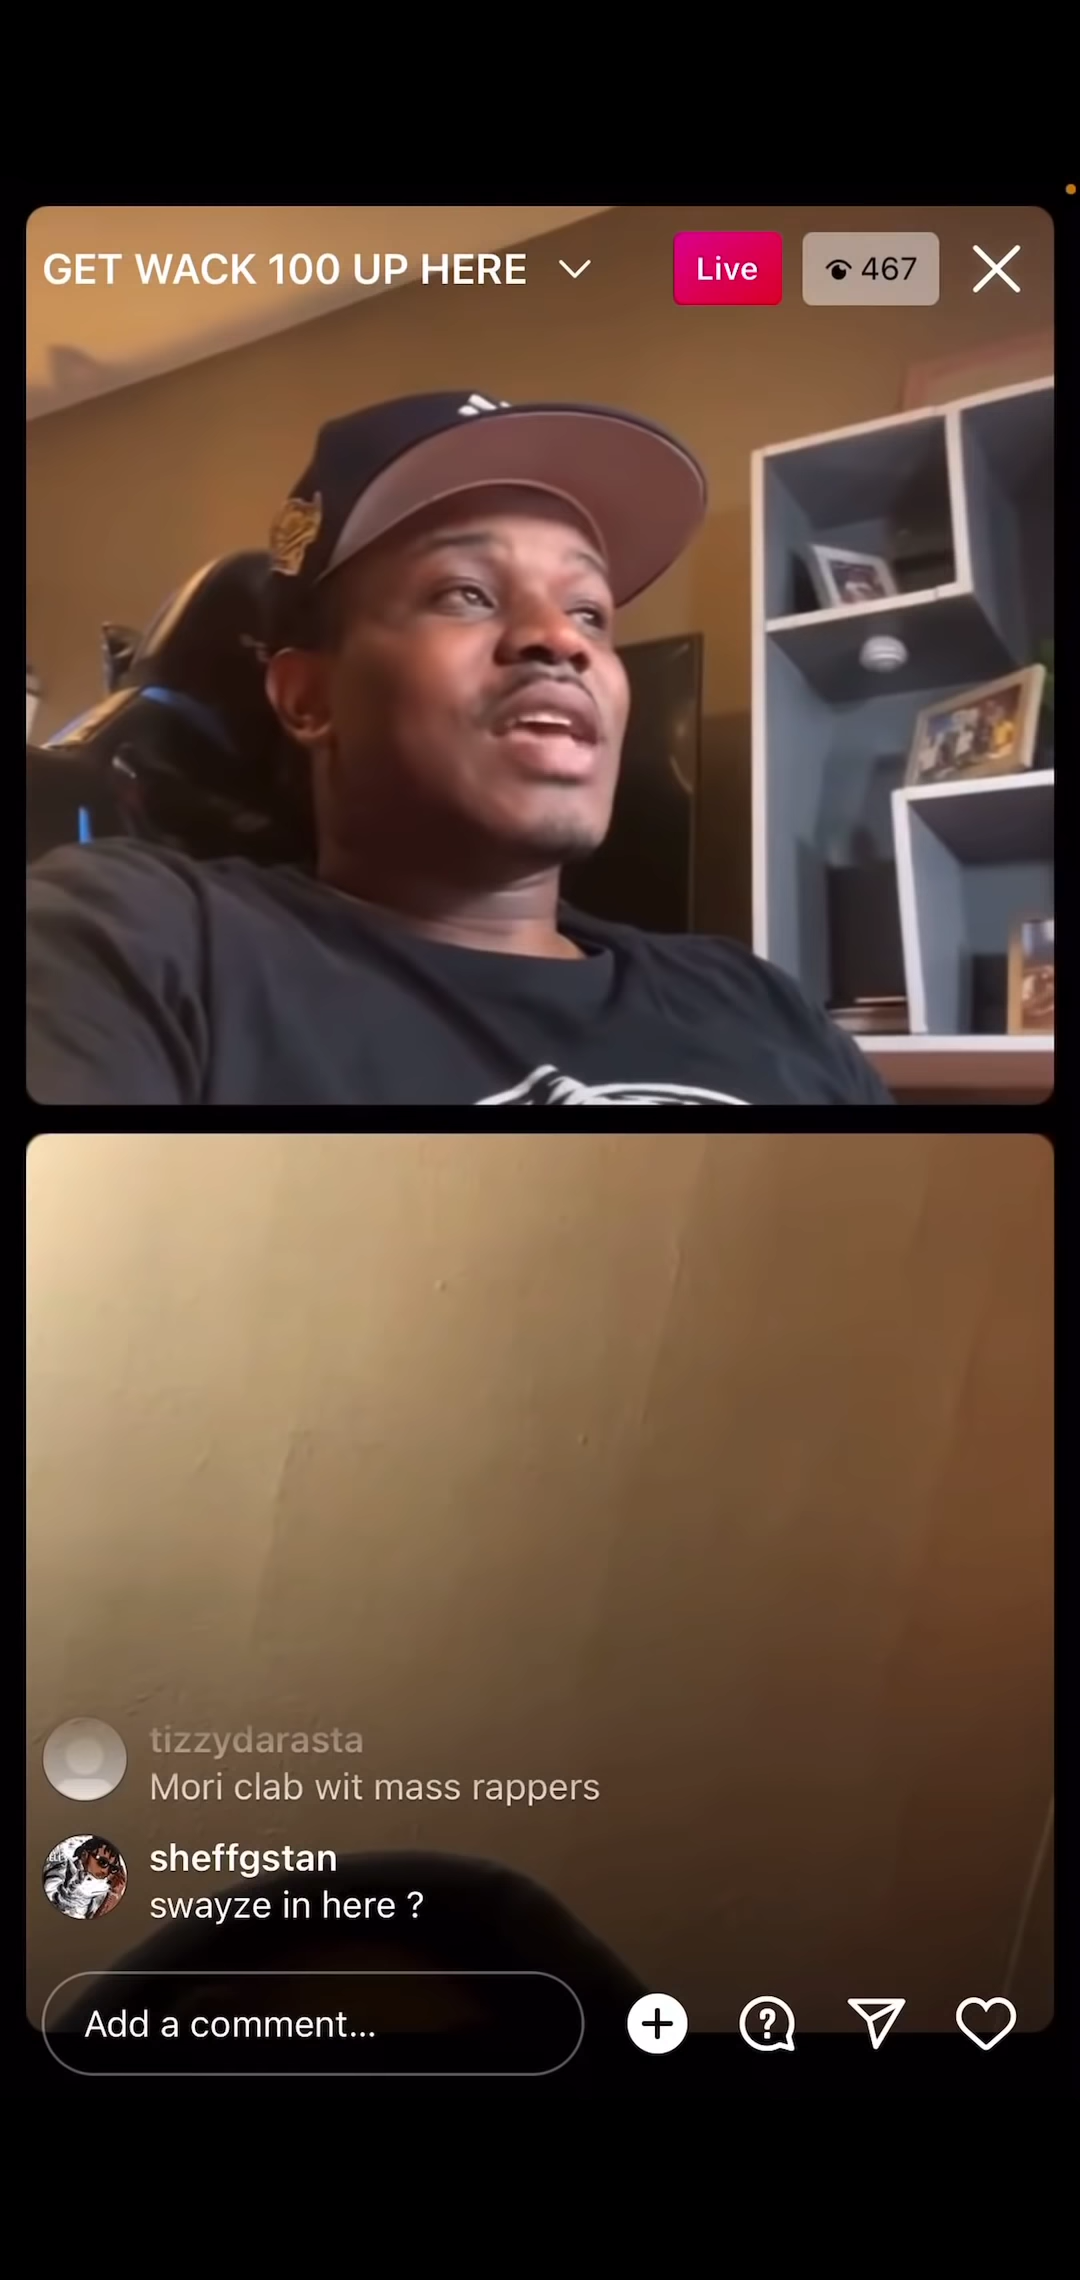 GET WACK 100 UP HERE
Live
467
tizzydarasta
Mori clab wit mass rappers
sheffgstan
swayze in here ?
Add a comment...